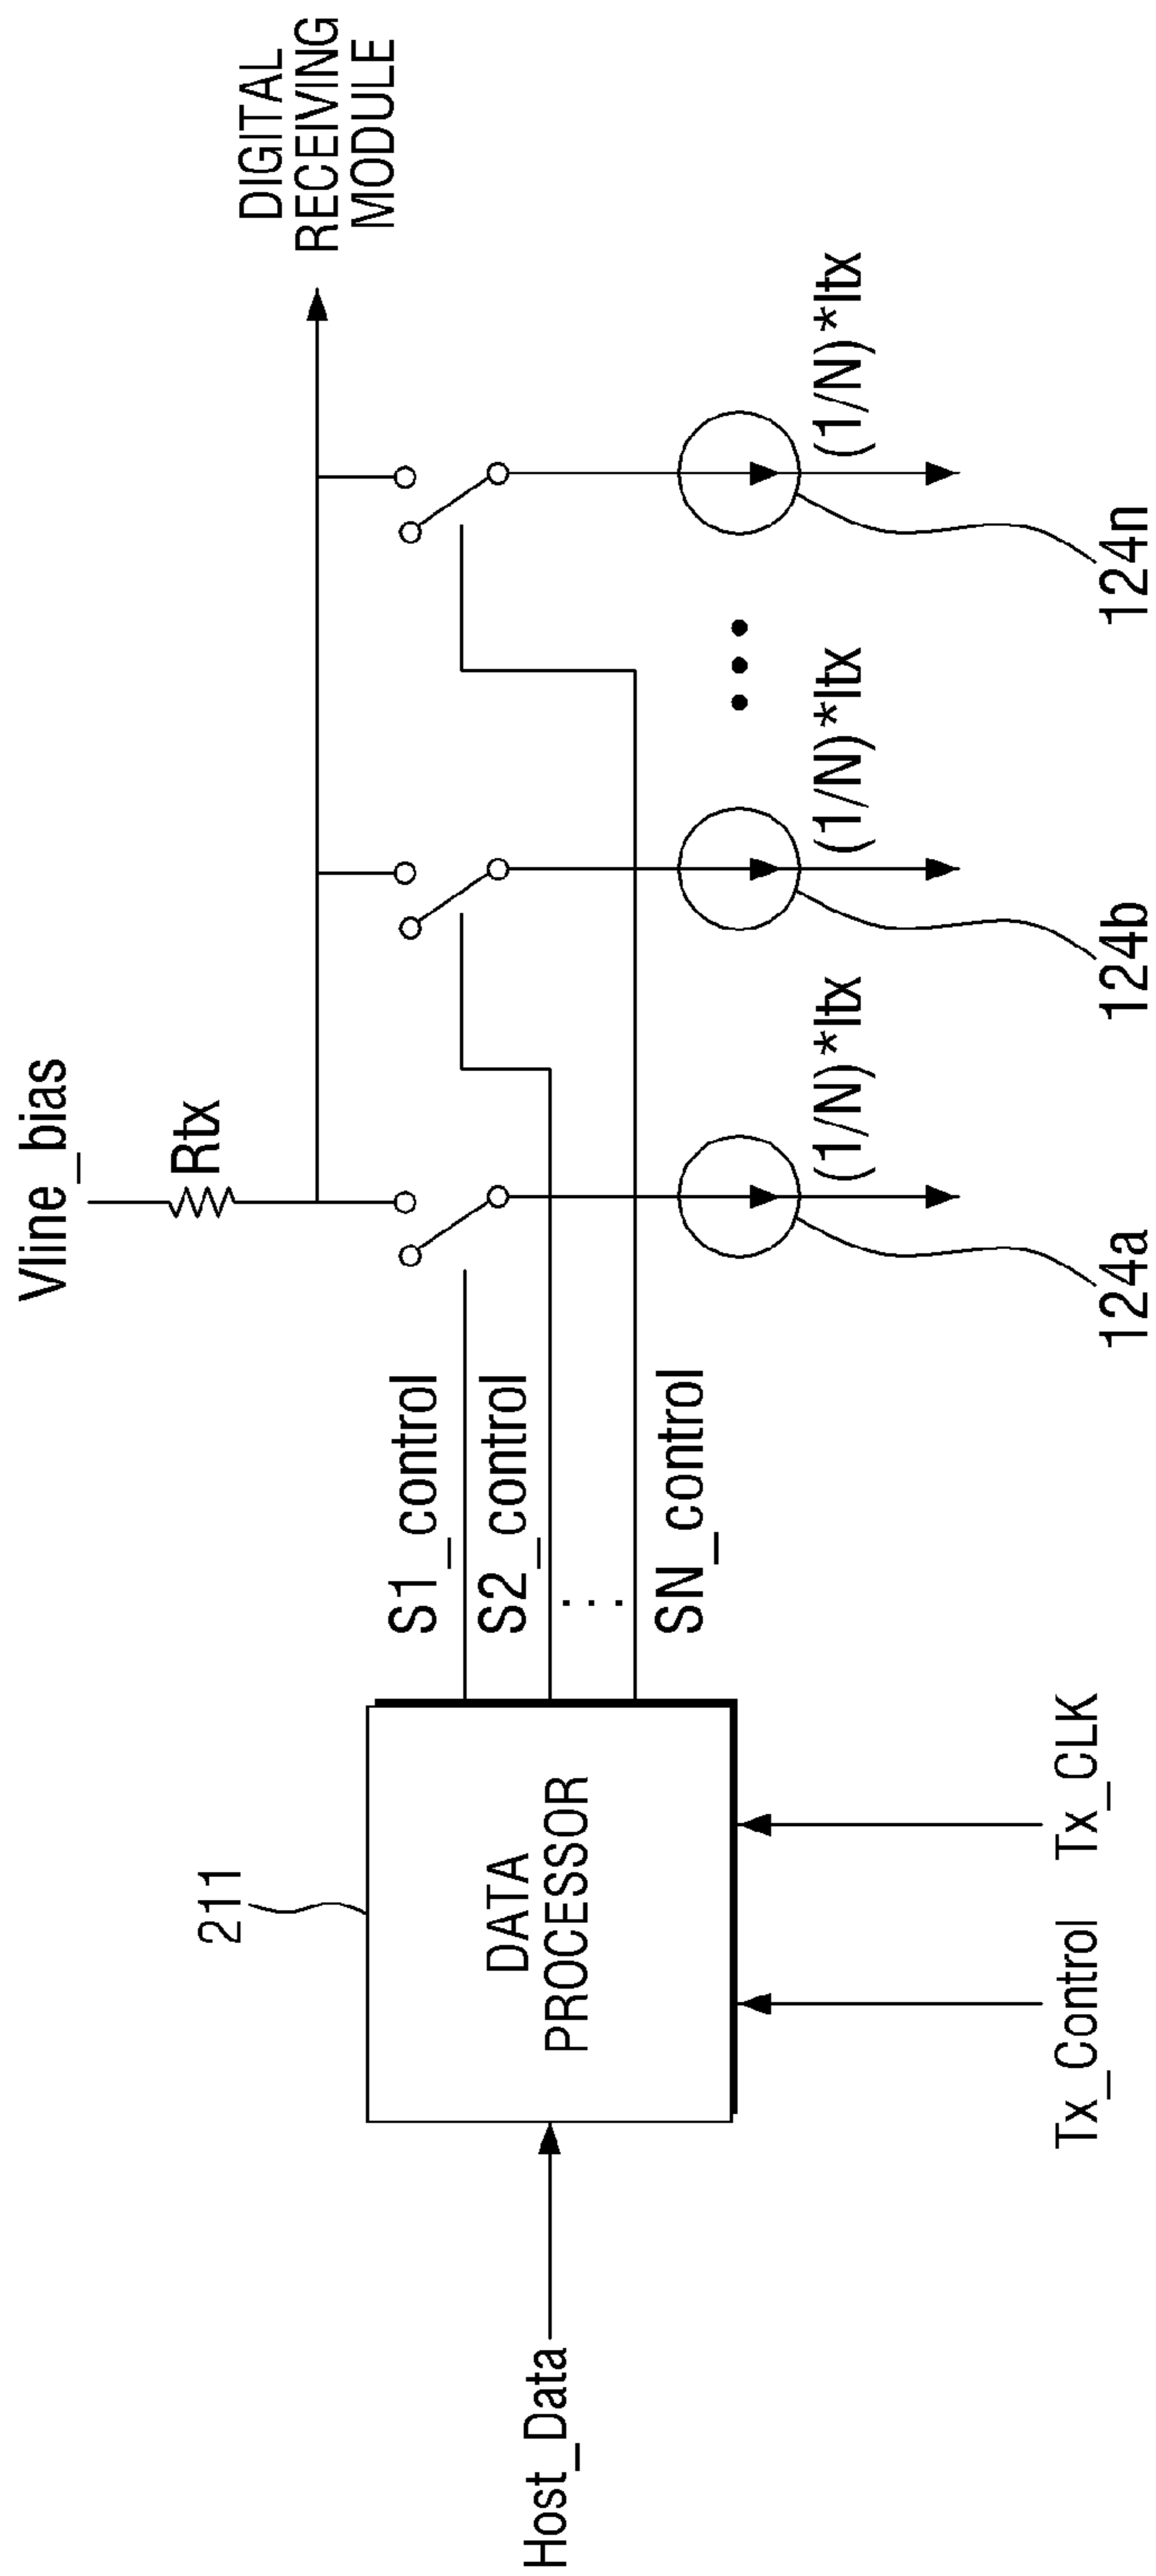 Vline_bias
Rtx
DIGITAL
RECEIVING
MODULE
211
S1_control
S2_control
...
SN_control
DATA
PROCESSOR
Host_Data
Tx_Control
Tx_CLK
(1/N)*Itx
(1/N)*Itx
(1/N)*Itx
124a
124b
124n